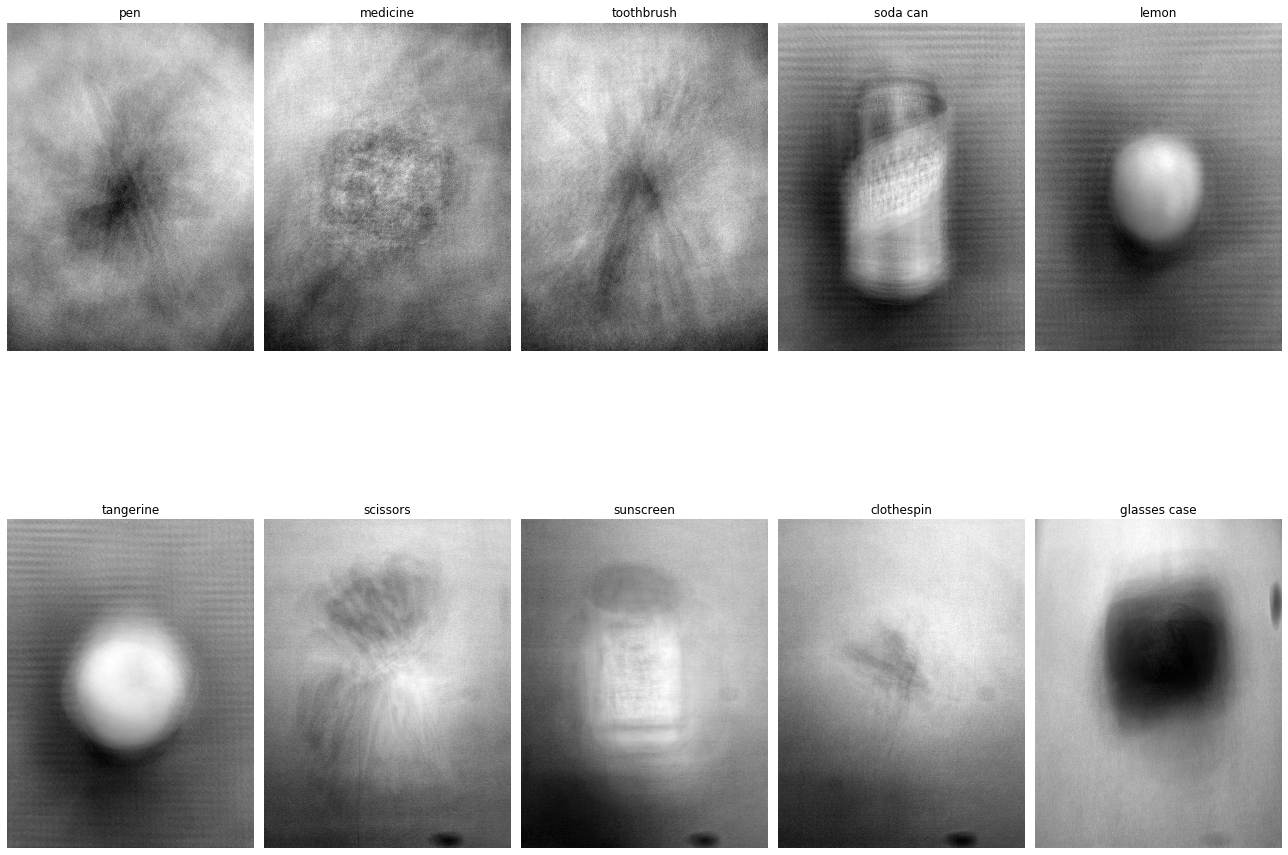 pen
medicine
toothbrush
soda can
lemon
tangerine
scissors
sunscreen
clothespin
glasses case